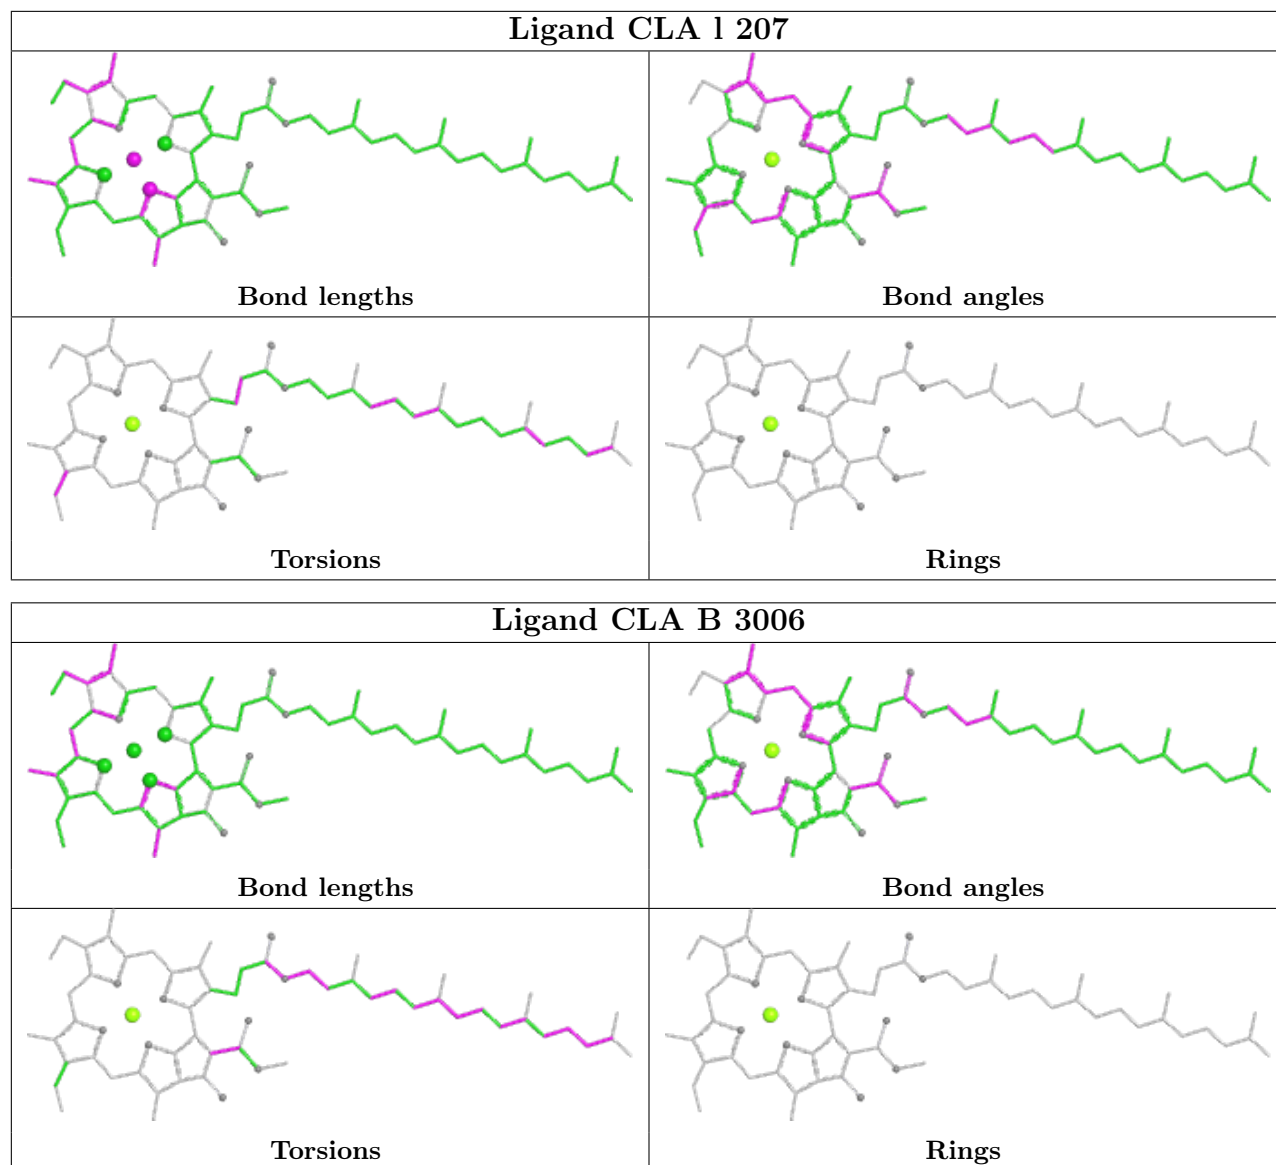 Ligand CLA l 207
Bond lengths
Bond angles
Torsions
Rings
Ligand CLA B 3006
Bond lengths
Bond angles
Torsions
Rings